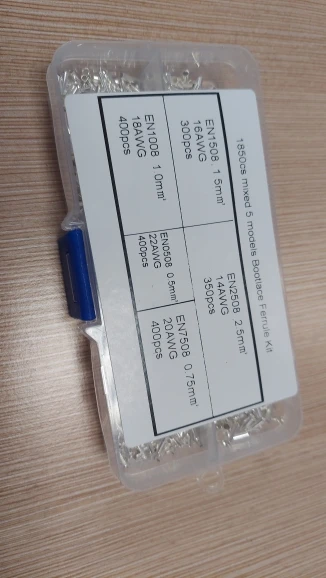 1850cs mixed 5 models Bootlace Ferrule Kit
EN1508 1.5mm²
16AWG
300pcs
EN2508 2.5mm²
14AWG
350pcs
EN1008 1.0mm²
18AWG
400pcs
EN0508 0.5mm²
22AWG
400pcs
EN7508 0.75mm²
20AWG
400pcs